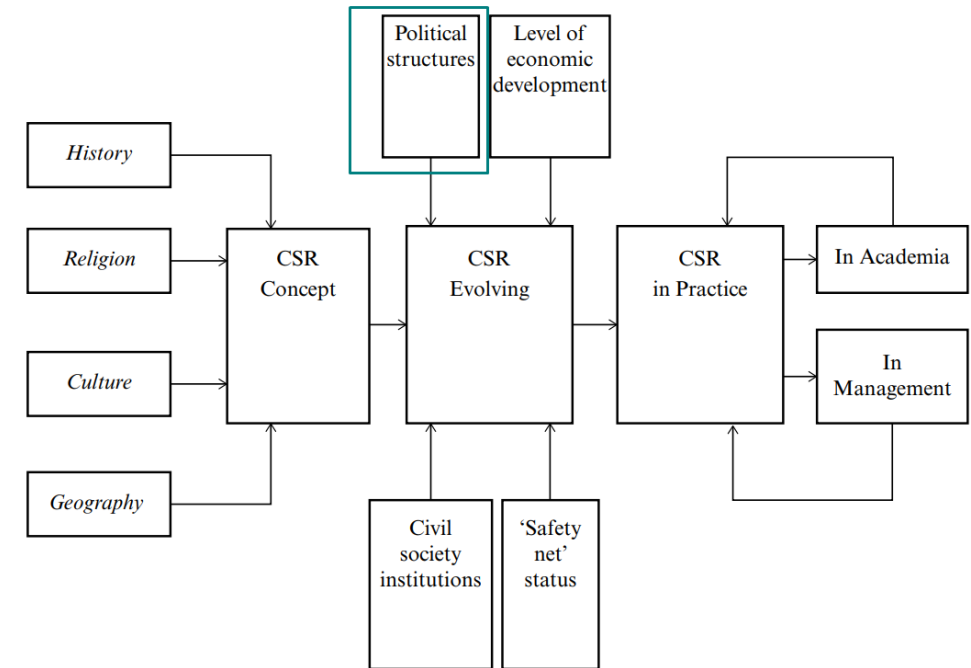 Political
structures
Level of
economic
development
History
Religion
Culture
Geography
CSR
Concept
CSR
Evolving
CSR
in Practice
In Academia
In
Management
Civil
society
institutions
‘Safety
net’
status